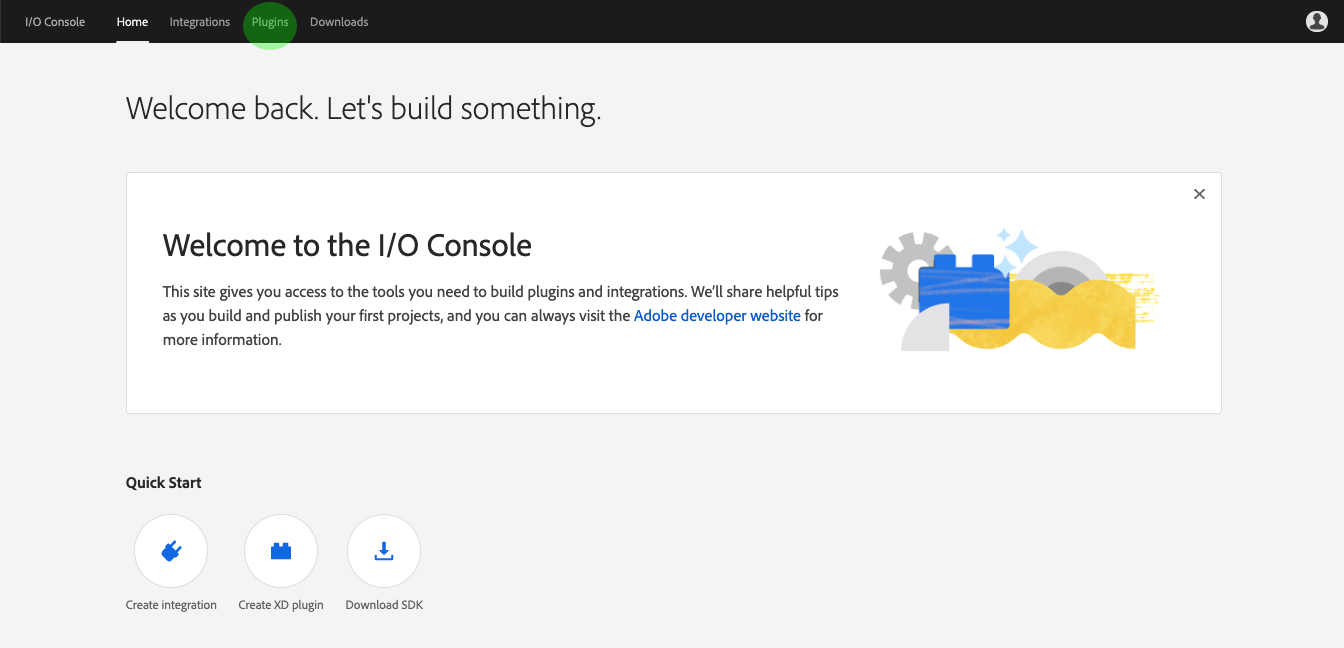 I/O Console Home Integrations Plugins Downloads
Welcome back. Let's build something.
Welcome to the I/O Console
This site gives you access to the tools you need to build plugins and integrations. We'll share helpful tips
as you build and publish your first projects, and you can always visit the Adobe developer website for
more information.
Quick Start
Create integration Create XD plugin Download SDK